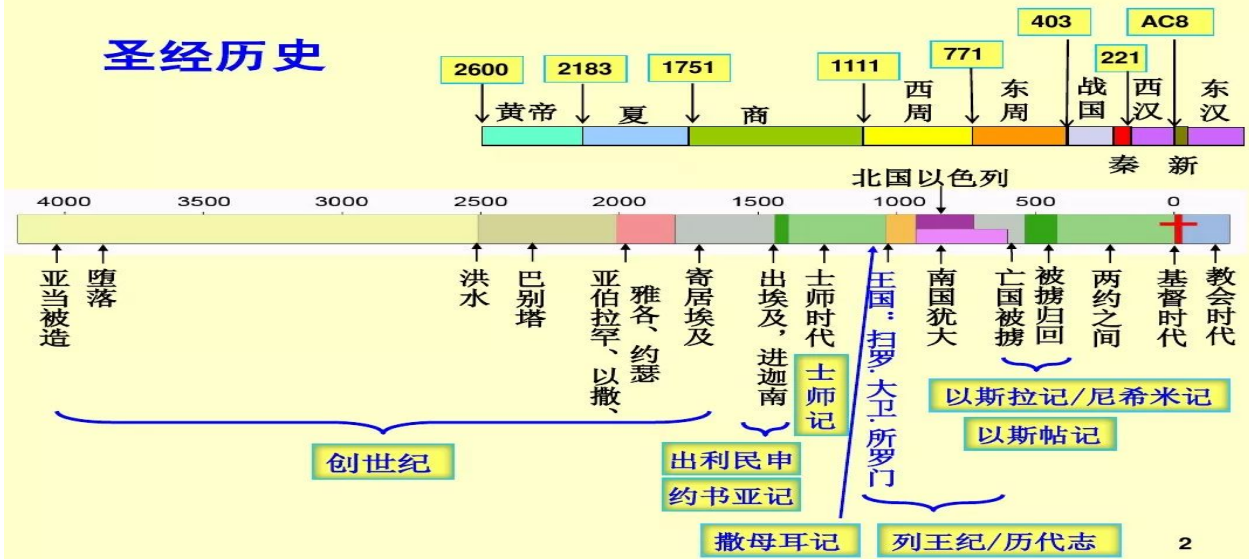 圣经历史
403
AC8
2600
2183
1751
1111
771
221
黄帝
夏
商
西周
东周
战国
西汉
东汉
秦
新
北国以色列
4000
3500
3000
2500
2000
1500
1000
500
0
亚当被造
堕落
洪水
巴别塔
亚伯拉罕、以撒、
雅各、约瑟
寄居埃及
出埃及，进迦南
士师时代
王国：扫罗·大卫·所罗门
南国犹大
亡国被掳
被掳归回
两约之间
基督时代
教会时代
士师记
以斯拉记/尼希米记
以斯帖记
创世纪
出利民申
约书亚记
撒母耳记
列王纪/历代志
2